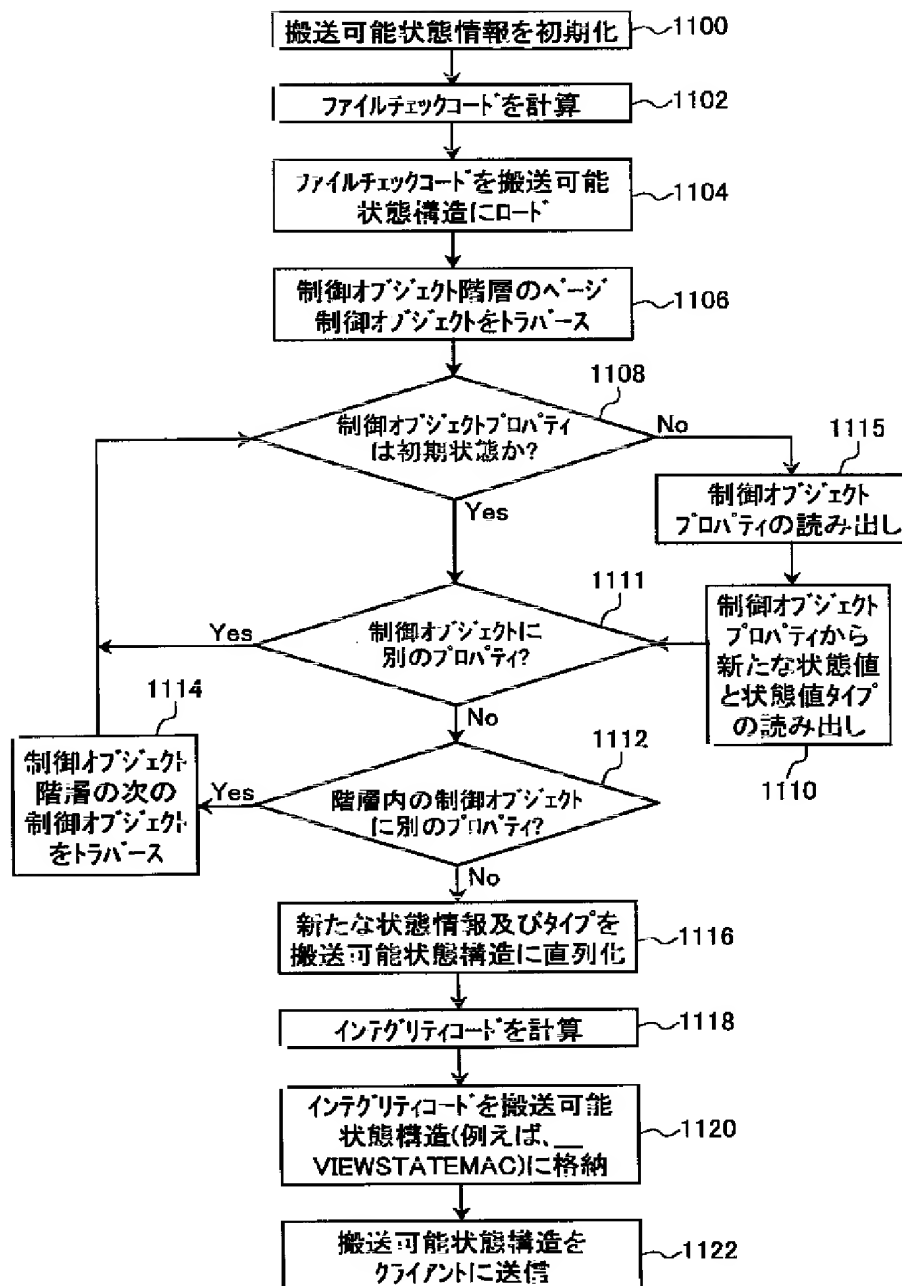 搬送可能状態情報を初期化
1100
ファイルチェックコードを計算
1102
ファイルチェックコードを搬送可能
状態構造にロード
1104
制御オブジェクト階層のページ
制御オブジェクトをトラバース
1106
1108
制御オブジェクトプロパティ
は初期状態か?
No
Yes
1115
制御オブジェクト
プロパティの読み出し
1111
制御オブジェクトに
別のプロパティ?
Yes
No
制御オブジェクト
プロパティから
新たな状態値
と状態値タイプ
の読み出し
1110
1114
制御オブジェクト
階層の次の
制御オブジェクト
をトラバース
1112
階層内の制御オブジェクト
に別のプロパティ?
Yes
No
新たな状態情報及びタイプを
搬送可能状態構造に直列化
1116
インテグリティコードを計算
1118
インテグリティコードを搬送可能
状態構造(例えば、__
VIEWSTATEMAC)に格納
1120
搬送可能状態構造を
クライアントに送信
1122